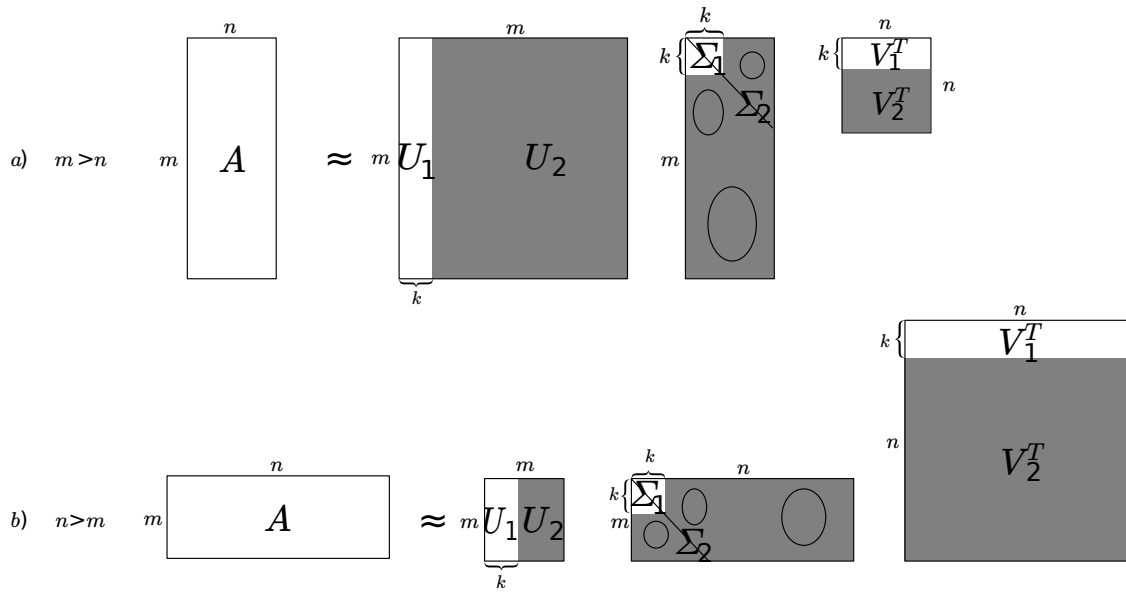 n m k n
k Σ₁ k V₁ᵀ
a) m>n m A ≈ m U₁ U₂ m Σ₂ V₂ᵀ n
k
n
k V₁ᵀ
n m k n n V₂ᵀ
b) n>m m A ≈ m U₁ U₂ k Σ₁ m Σ₂
k